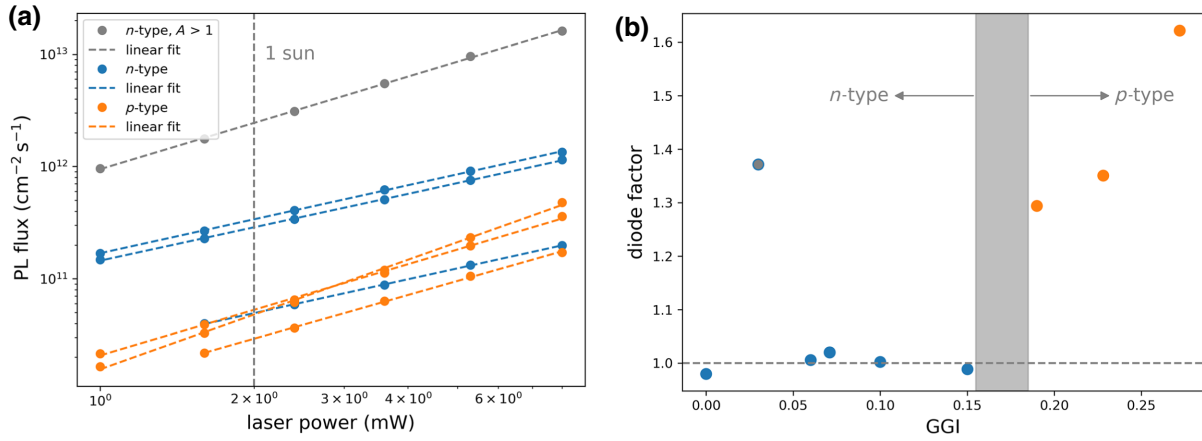 (a)
n-type, A > 1
linear fit
n-type
linear fit
p-type
linear fit
1 sun
10¹³
10¹²
10¹¹
PL flux (cm⁻² s⁻¹)
10⁰
2 × 10⁰
3 × 10⁰
4 × 10⁰
6 × 10⁰
laser power (mW)
(b)
n-type
p-type
1.6
1.5
1.4
1.3
1.2
1.1
1.0
diode factor
0.00
0.05
0.10
0.15
0.20
0.25
GGI